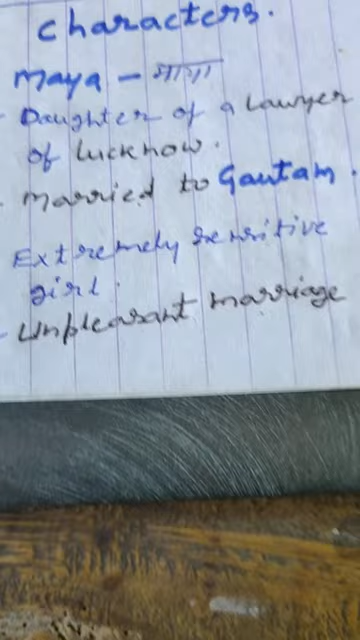 Characters.
Maya - माया
- Daughter of a Lawyer
of Lucknow.
- Married to Gautam.
Extremely sensitive
girl.
- Unpleasant marriage